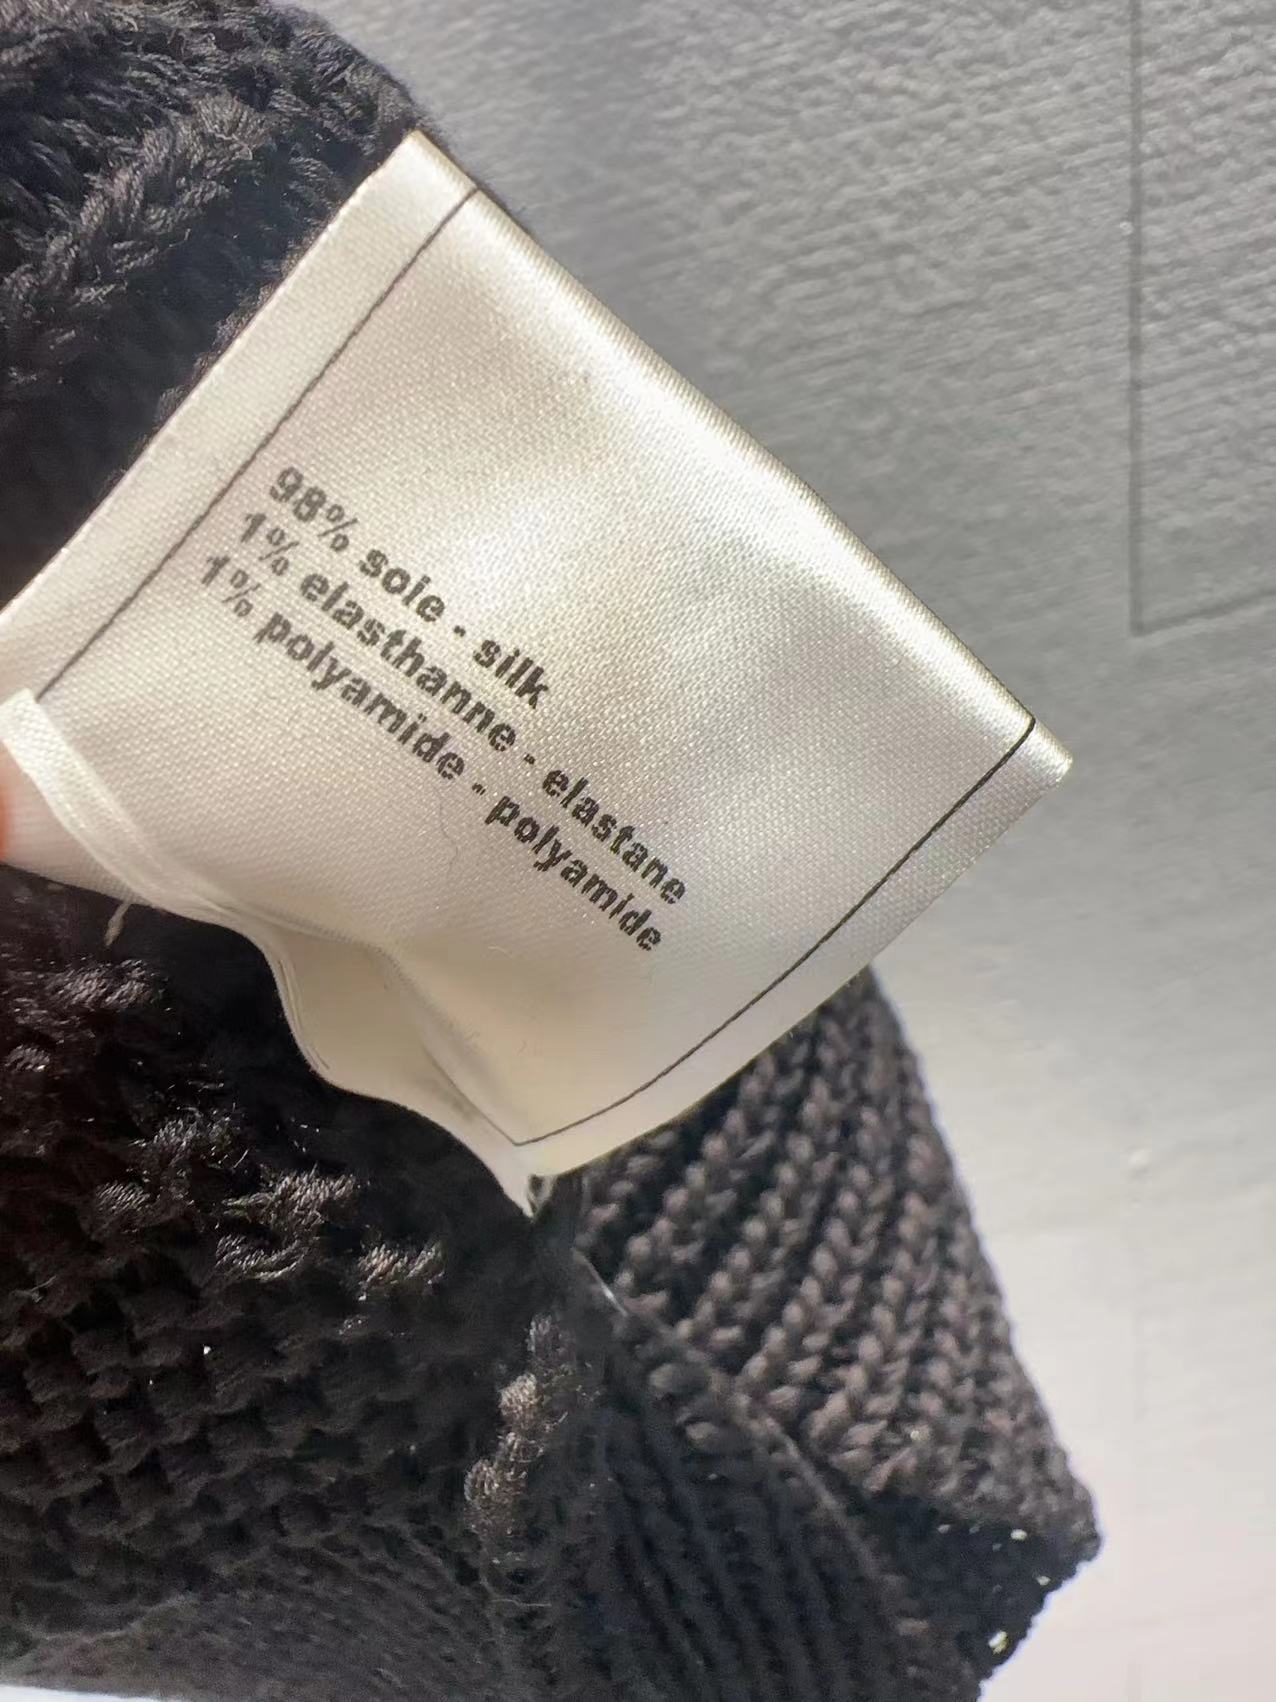 98% soie - silk
1% elasthanne - elastane
1% polyamide - polyamide